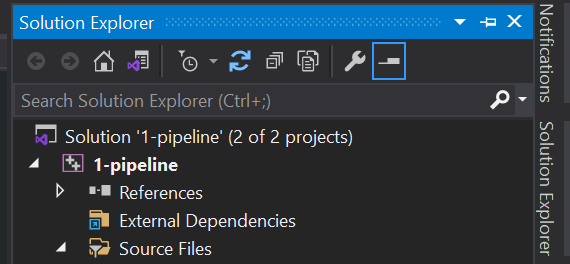 Solution Explorer
Search Solution Explorer (Ctrl+;)
Solution '1-pipeline' (2 of 2 projects)
1-pipeline
References
External Dependencies
Source Files
Notifications
Solution Explorer